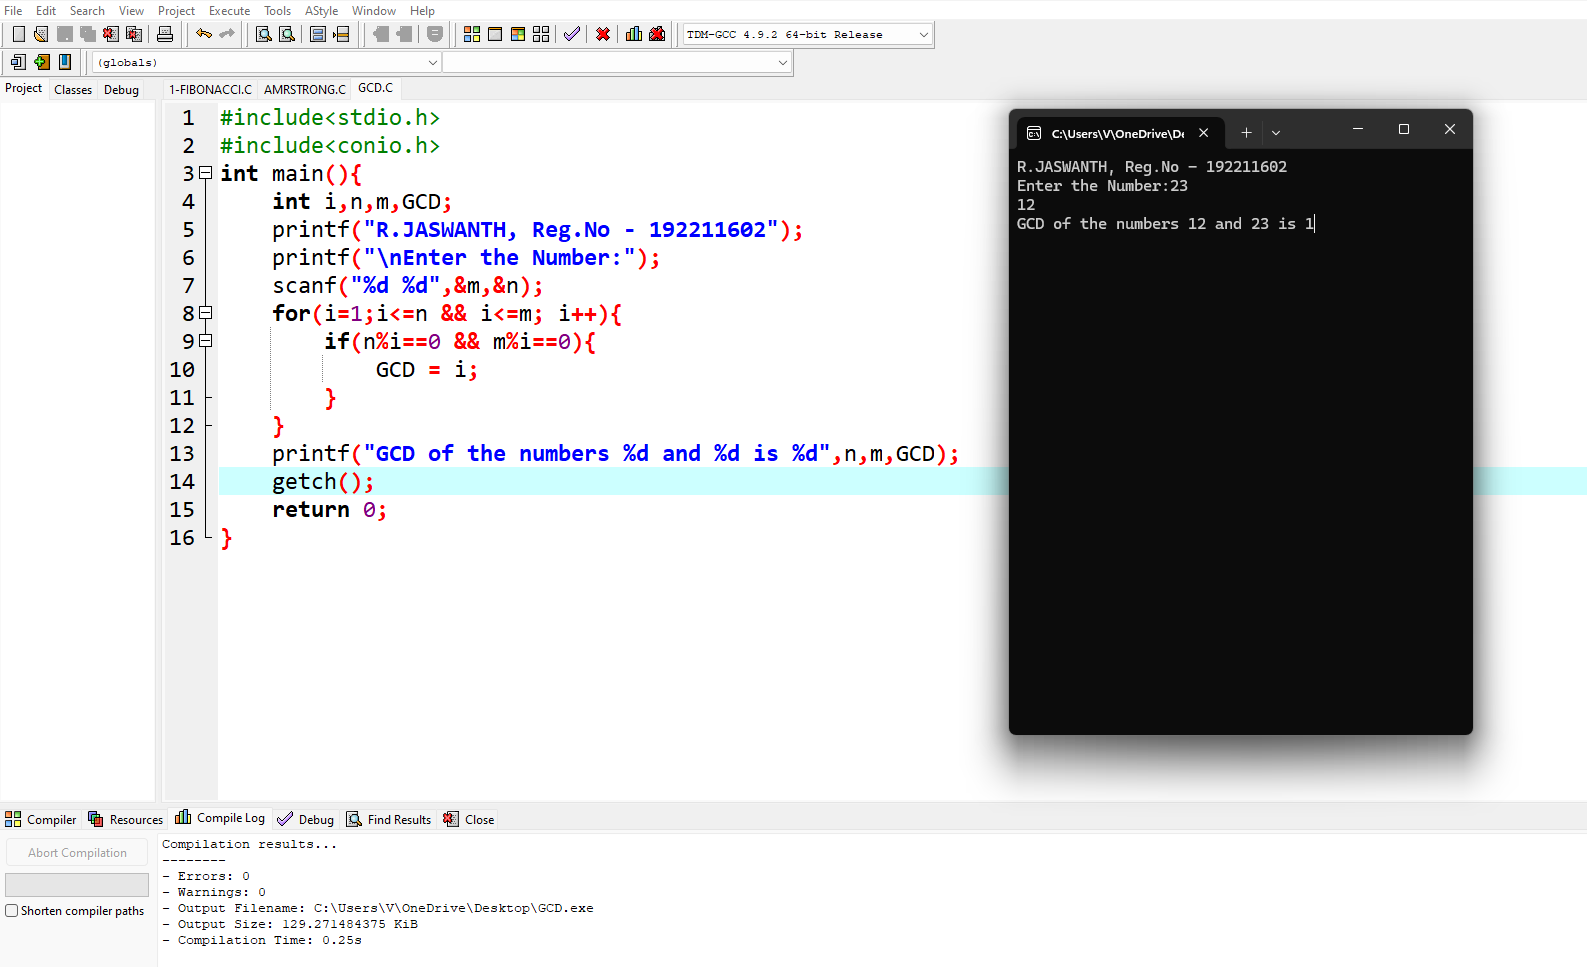 File Edit Search View Project Execute Tools AStyle Window Help
TDM-GCC 4.9.2 64-bit Release
(globals)
Project Classes Debug
1-FIBONACCI.C AMRSTRONG.C GCD.C
1 #include<stdio.h>
2 #include<conio.h>
3 int main(){
4 int i,n,m,GCD;
5 printf("R.JASWANTH, Reg.No - 192211602");
6 printf("\nEnter the Number:");
7 scanf("%d %d",&m,&n);
8 for(i=1;i<=n && i<=m; i++){
9 if(n%i==0 && m%i==0){
10 GCD = i;
11 }
12 }
13 printf("GCD of the numbers %d and %d is %d",n,m,GCD);
14 getch();
15 return 0;
16 }
C:\Users\V\OneDrive\De
R.JASWANTH, Reg.No - 192211602
Enter the Number:23
12
GCD of the numbers 12 and 23 is 1
Compiler Resources Compile Log Debug Find Results Close
Abort Compilation
Shorten compiler paths
Compilation results...
--------
- Errors: 0
- Warnings: 0
- Output Filename: C:\Users\V\OneDrive\Desktop\GCD.exe
- Output Size: 129.271484375 KiB
- Compilation Time: 0.25s